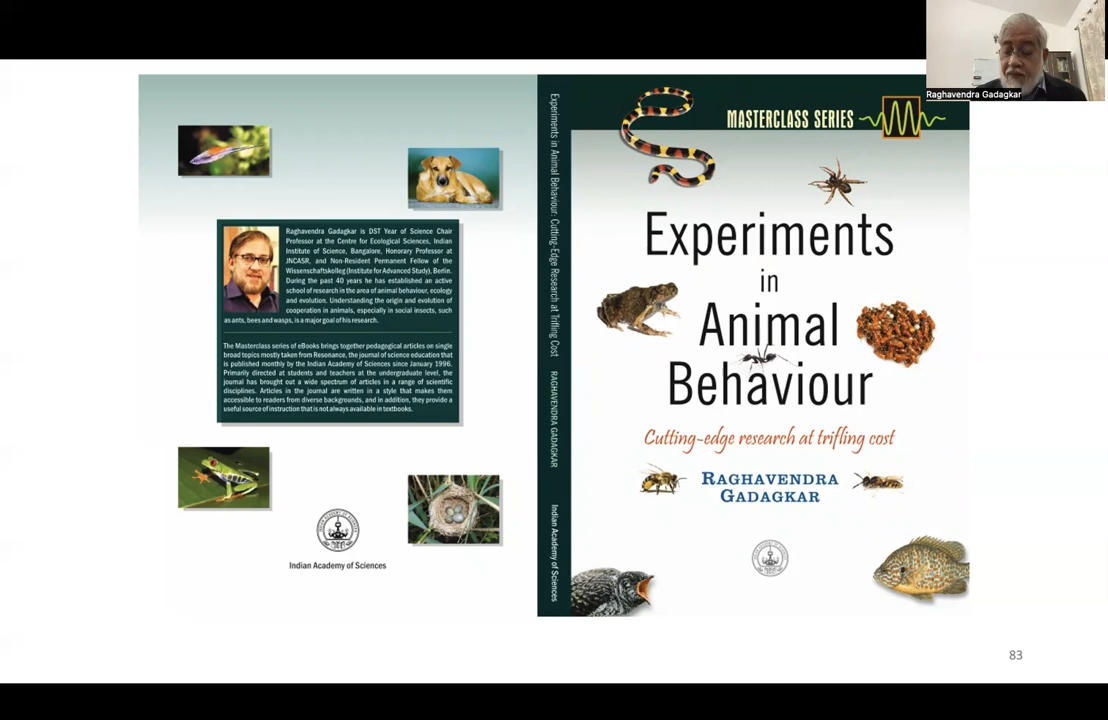 Raghavendra Gadagkar
Raghavendra Gadagkar is DST Year of Science Chair
Professor at the Centre for Ecological Sciences, Indian
Institute of Science, Bangalore, Honorary Professor at
JNCASR, and Non-Resident Permanent Fellow of the
Wissenschaftskolleg (Institute for Advanced Study), Berlin.
During the past 40 years he has established an active
school of research in the area of animal behaviour, ecology
and evolution. Understanding the origin and evolution of
cooperation in animals, especially in social insects, such
as ants, bees and wasps, is a major goal of his research.
The Masterclass series of eBooks brings together pedagogical articles on single
broad topics mostly taken from Resonance, the journal of science education that
is published monthly by the Indian Academy of Sciences since January 1996.
Primarily directed at students and teachers at the undergraduate level, the
journal has brought out a wide spectrum of articles in a range of scientific
disciplines. Articles in the journal are written in a style that makes them
accessible to readers from diverse backgrounds, and in addition, they provide a
useful source of instruction that is not always available in textbooks.
Indian Academy of Sciences
Experiments in Animal Behaviour: Cutting-Edge Research at Trifling Cost
RAGHAVENDRA GADAGKAR
Indian Academy of Sciences
MASTERCLASS SERIES
Experiments
in
Animal
Behaviour
Cutting-edge research at trifling cost
RAGHAVENDRA
GADAGKAR
83